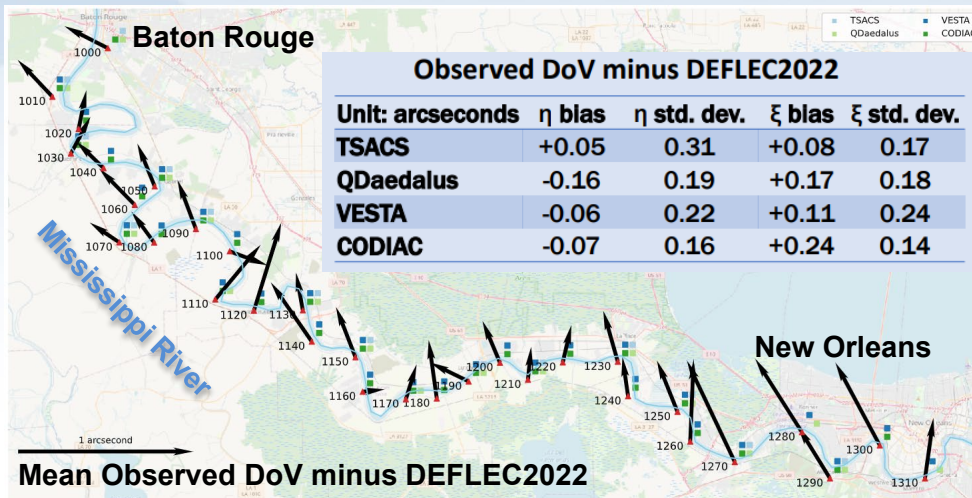 Baton Rouge
TSACS VESTA
QDaedalus CODIAC
Observed DoV minus DEFLEC2022
Unit: arcseconds η bias η std. dev. ξ bias ξ std. dev.
TSACS +0.05 0.31 +0.08 0.17
QDaedalus -0.16 0.19 +0.17 0.18
VESTA -0.06 0.22 +0.11 0.24
CODIAC -0.07 0.16 +0.24 0.14
1000
1010
1020
1030
1040
1050
1060
1070
1080
1090
1100
1110
1120
1130
1140
1150
1160
1170
1180
1190
1200
1210
1220
1230
1240
1250
1260
1270
1280
1290
1300
1310
Mississippi River
New Orleans
1 arcsecond
Mean Observed DoV minus DEFLEC2022